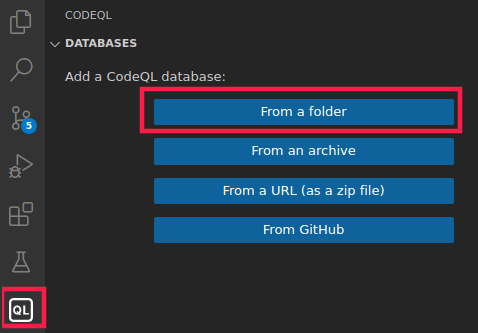 CODEQL
DATABASES
Add a CodeQL database:
From a folder
From an archive
From a URL (as a zip file)
From GitHub
5
QL